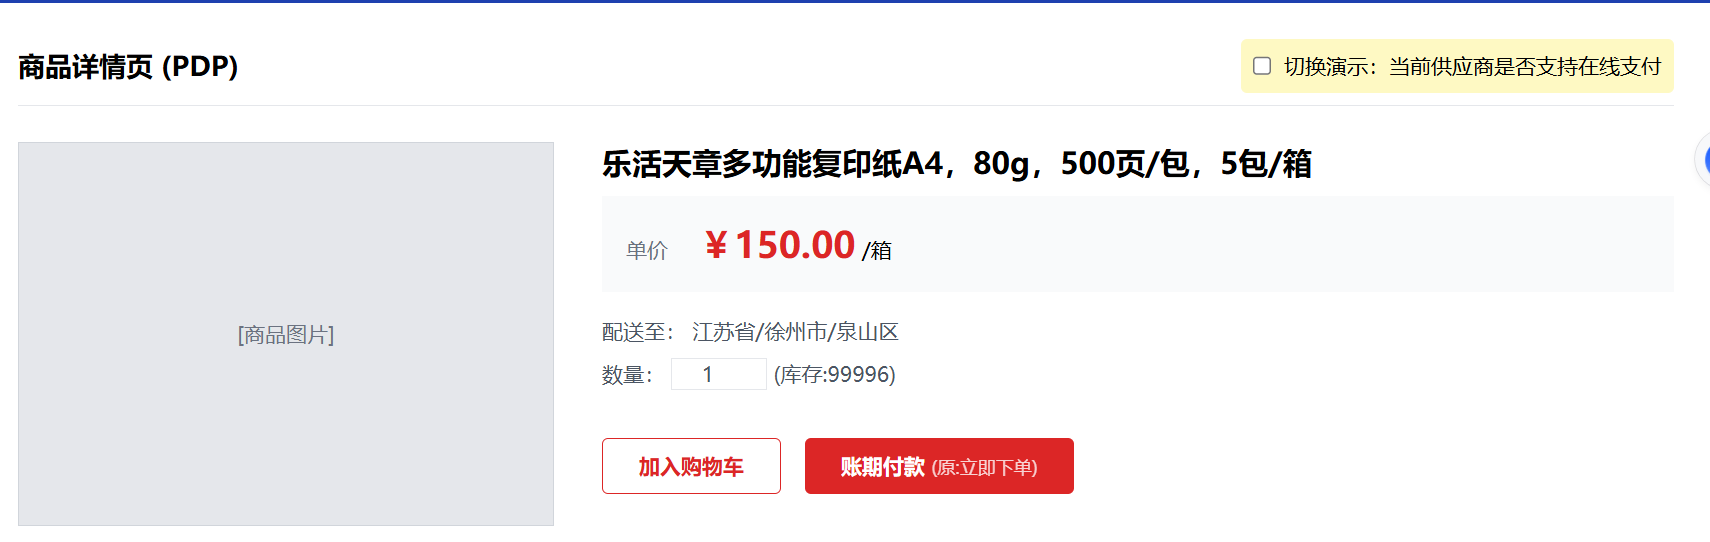 商品详情页 (PDP)
切换演示：当前供应商是否支持在线支付
[商品图片]
乐活天章多功能复印纸A4，80g，500页/包，5包/箱
单价 ￥150.00 /箱
配送至： 江苏省/徐州市/泉山区
数量： 1 (库存:99996)
加入购物车 账期付款 (原:立即下单)